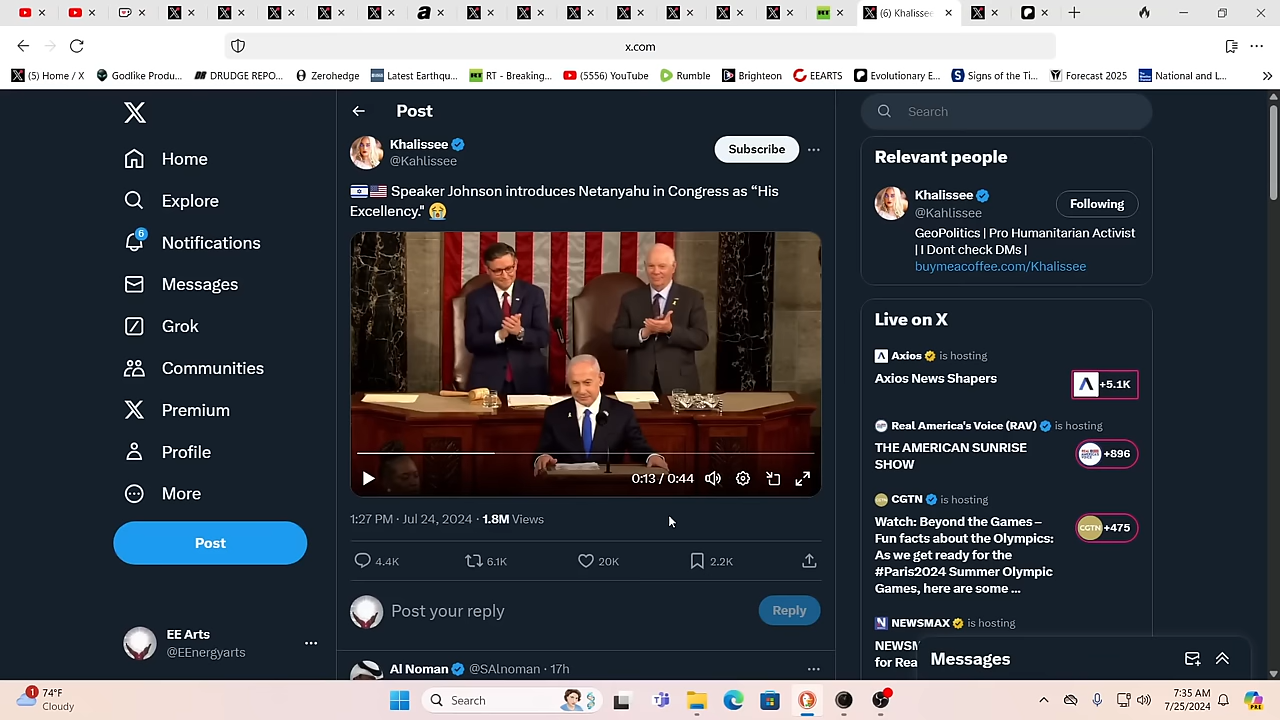 (6) Khalissee
x.com
(5) Home / X
Godlike Produ...
DRUDGE REPO...
Zerohedge
Latest Earthqu...
RT - Breaking...
(5556) YouTube
Rumble
Brighteon
EEARTS
Evolutionary E...
Signs of the Ti...
Forecast 2025
National and L...
Home
Explore
6
Notifications
Messages
Grok
Communities
Premium
Profile
More
Post
EE Arts
@EEnergyarts
Post
Khalissee
@Kahlissee
Subscribe
🇮🇱🇺🇸 Speaker Johnson introduces Netanyahu in Congress as “His
Excellency." 😭
0:13 / 0:44
1:27 PM · Jul 24, 2024 · 1.8M Views
4.4K 6.1K 20K 2.2K
Post your reply
Reply
Al Noman @SAlnoman · 17h
Search
Relevant people
Khalissee
@Kahlissee
Following
GeoPolitics | Pro Humanitarian Activist
| I Dont check DMs |
buymeacoffee.com/Khalissee
Live on X
Axios is hosting
Axios News Shapers
+5.1K
Real America's Voice (RAV) is hosting
THE AMERICAN SUNRISE
SHOW
+896
CGTN is hosting
Watch: Beyond the Games –
Fun facts about the Olympics:
As we get ready for the
#Paris2024 Summer Olympic
Games, here are some ...
CGTN +475
NEWSMAX is hosting
NEWSM
for Rea
Messages
1
74°F
Cloudy
Search
7:35 AM
7/25/2024